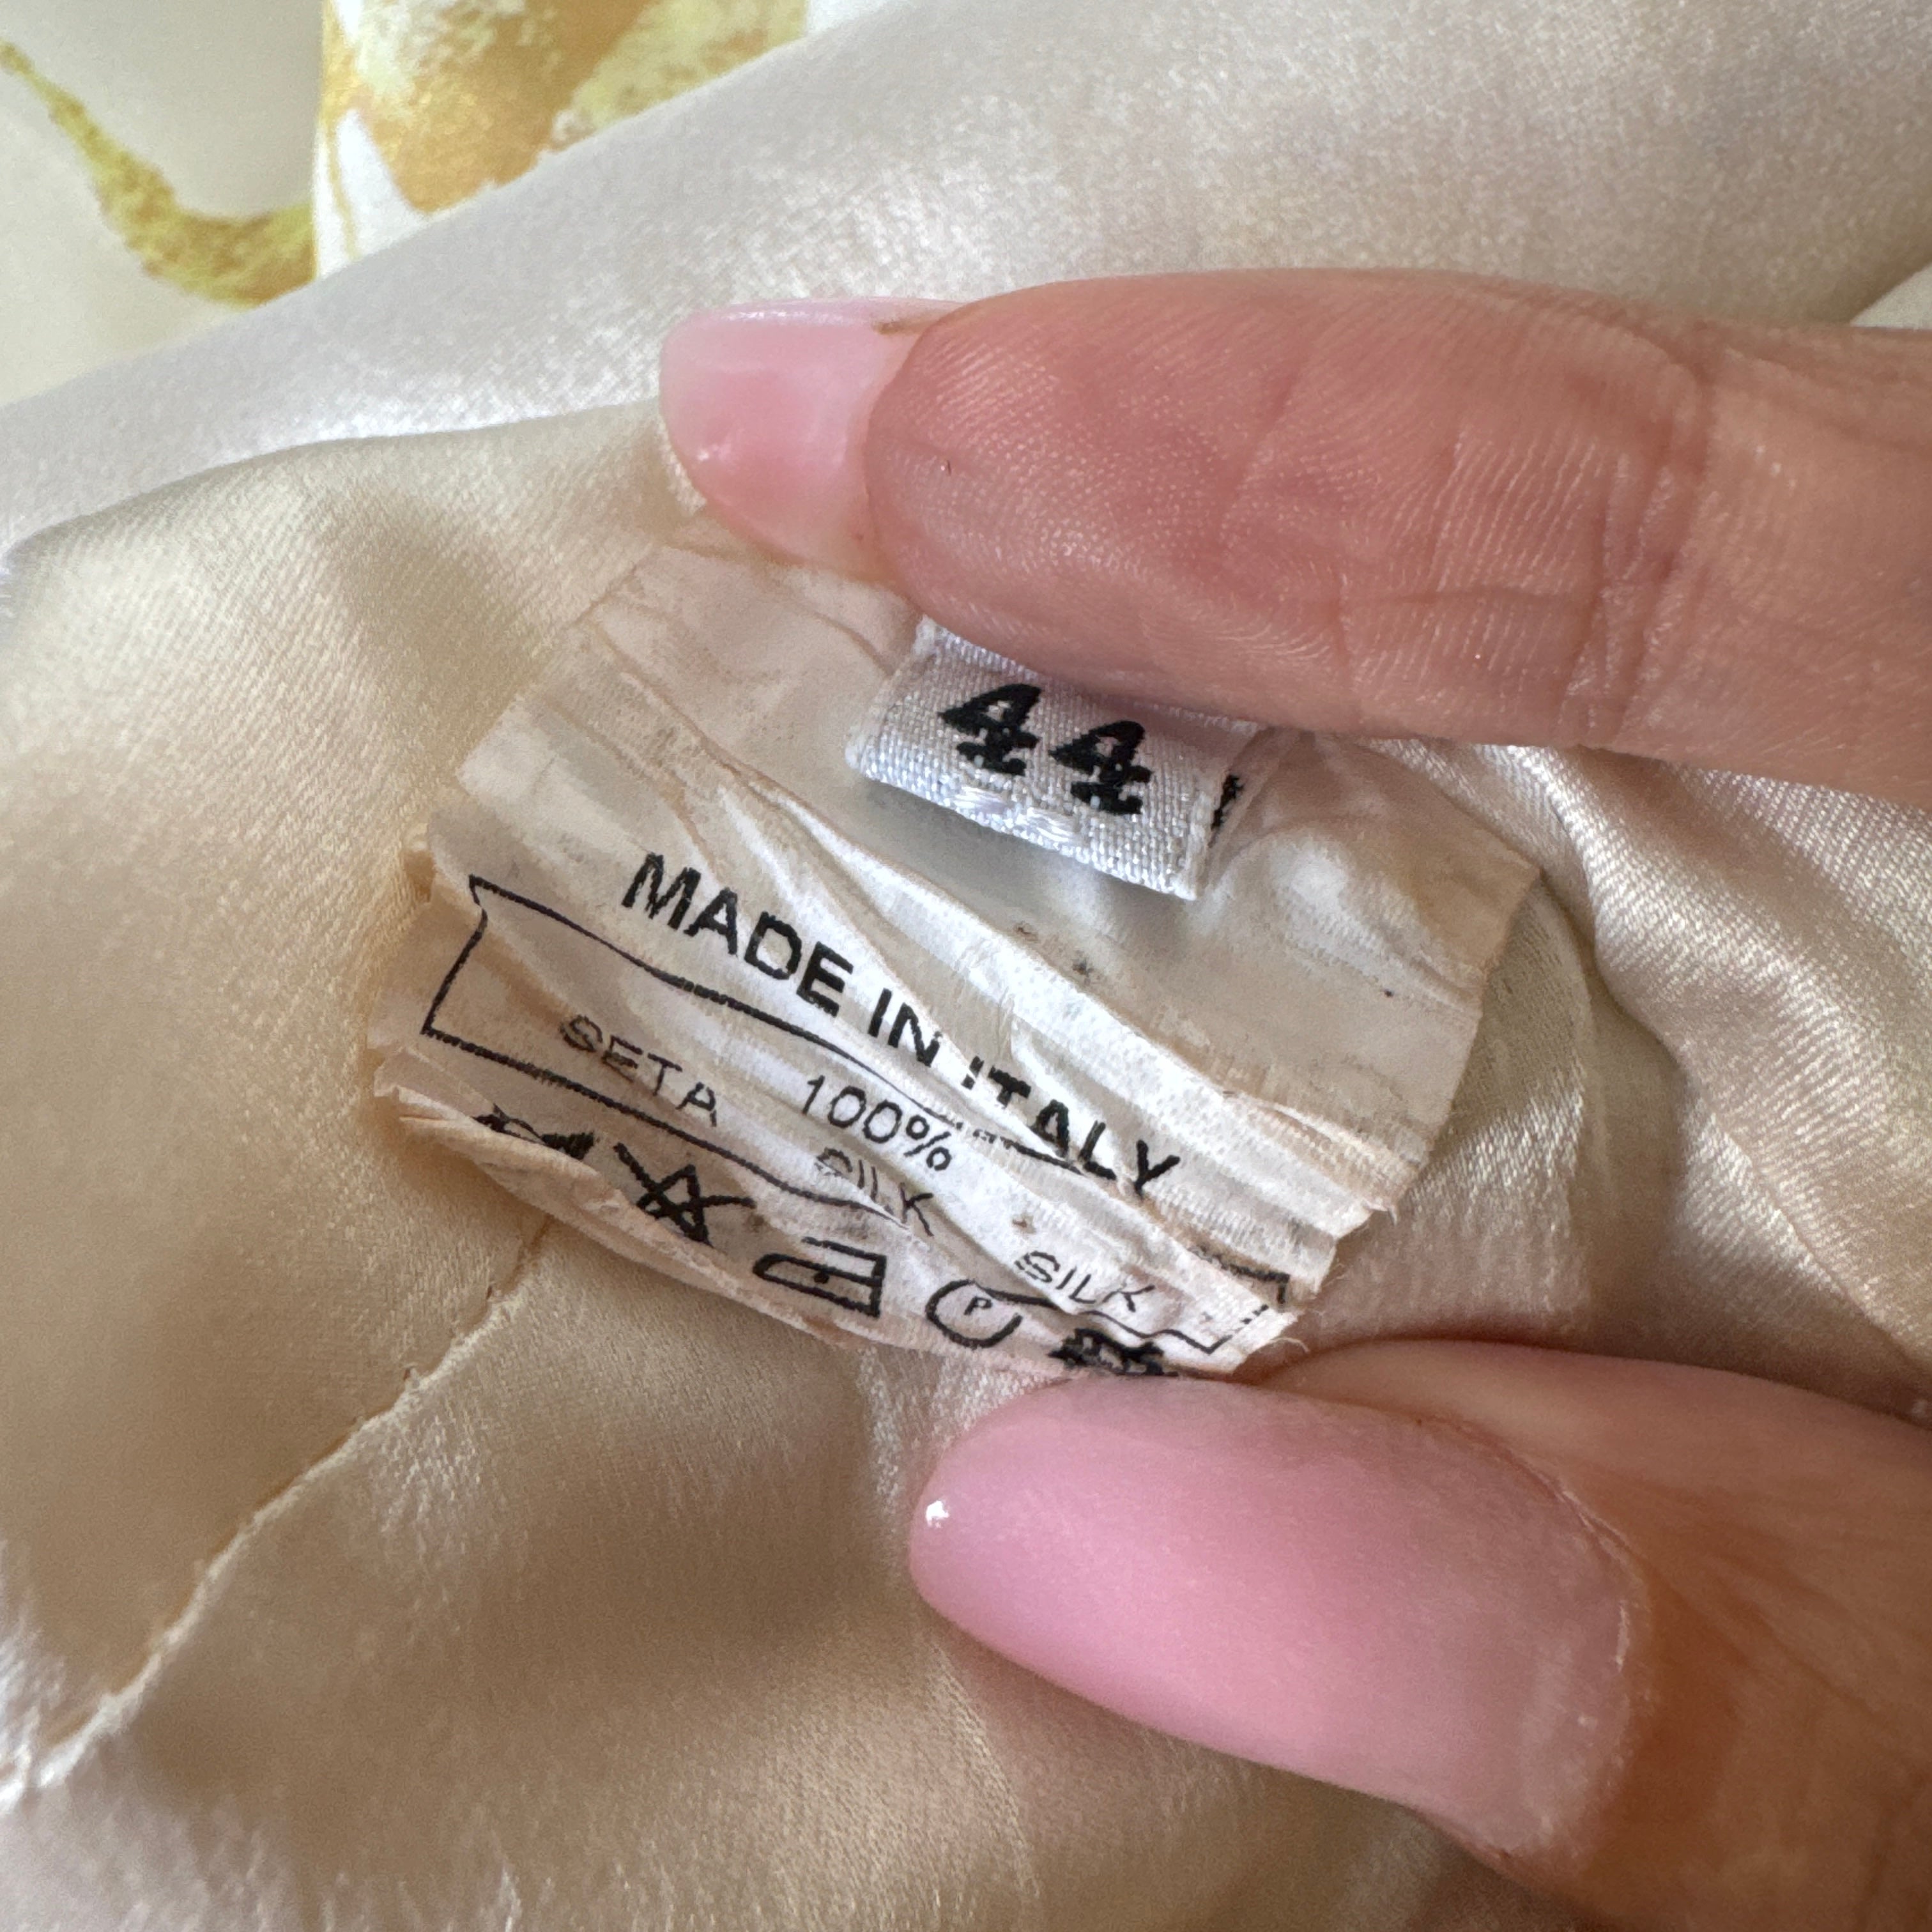 44
MADE IN ITALY
SETA 100% SILK
SILK
P